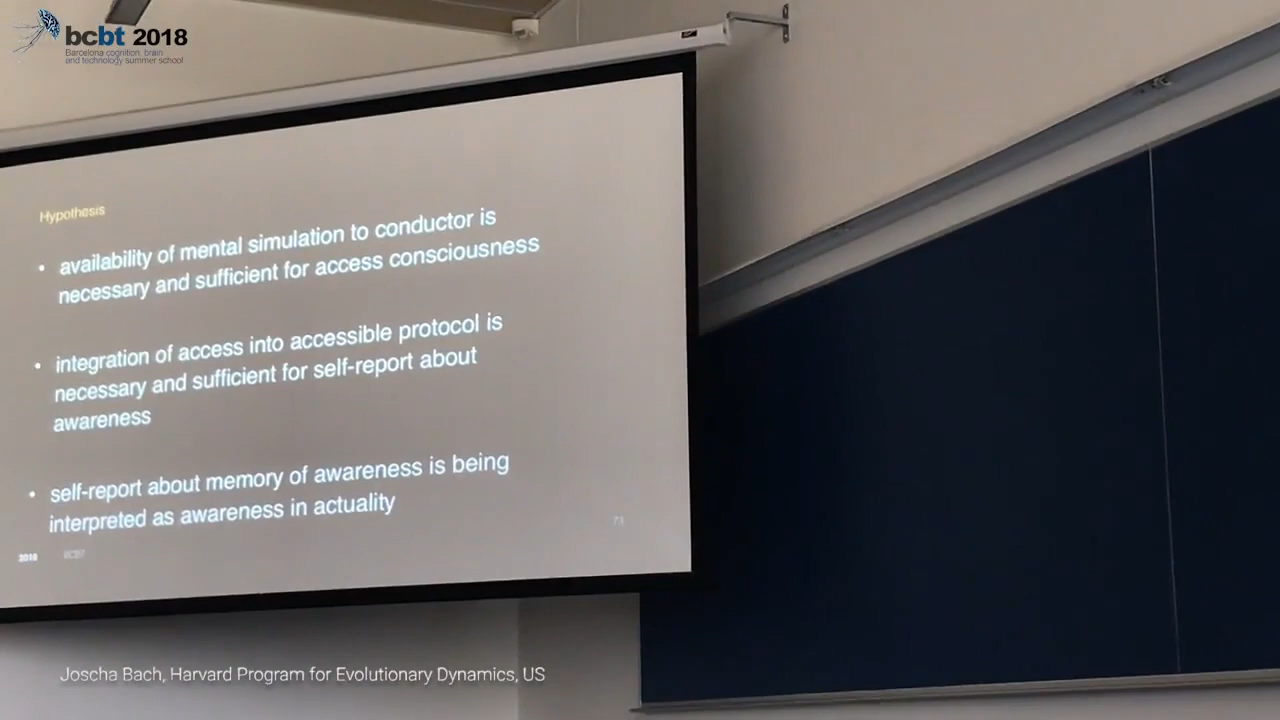 bcbt 2018
Barcelona cognition, brain
and technology summer school
Hypothesis
• availability of mental simulation to conductor is
necessary and sufficient for access consciousness
• integration of access into accessible protocol is
necessary and sufficient for self-report about
awareness
• self-report about memory of awareness is being
interpreted as awareness in actuality
2018 BCBT
Joscha Bach, Harvard Program for Evolutionary Dynamics, US